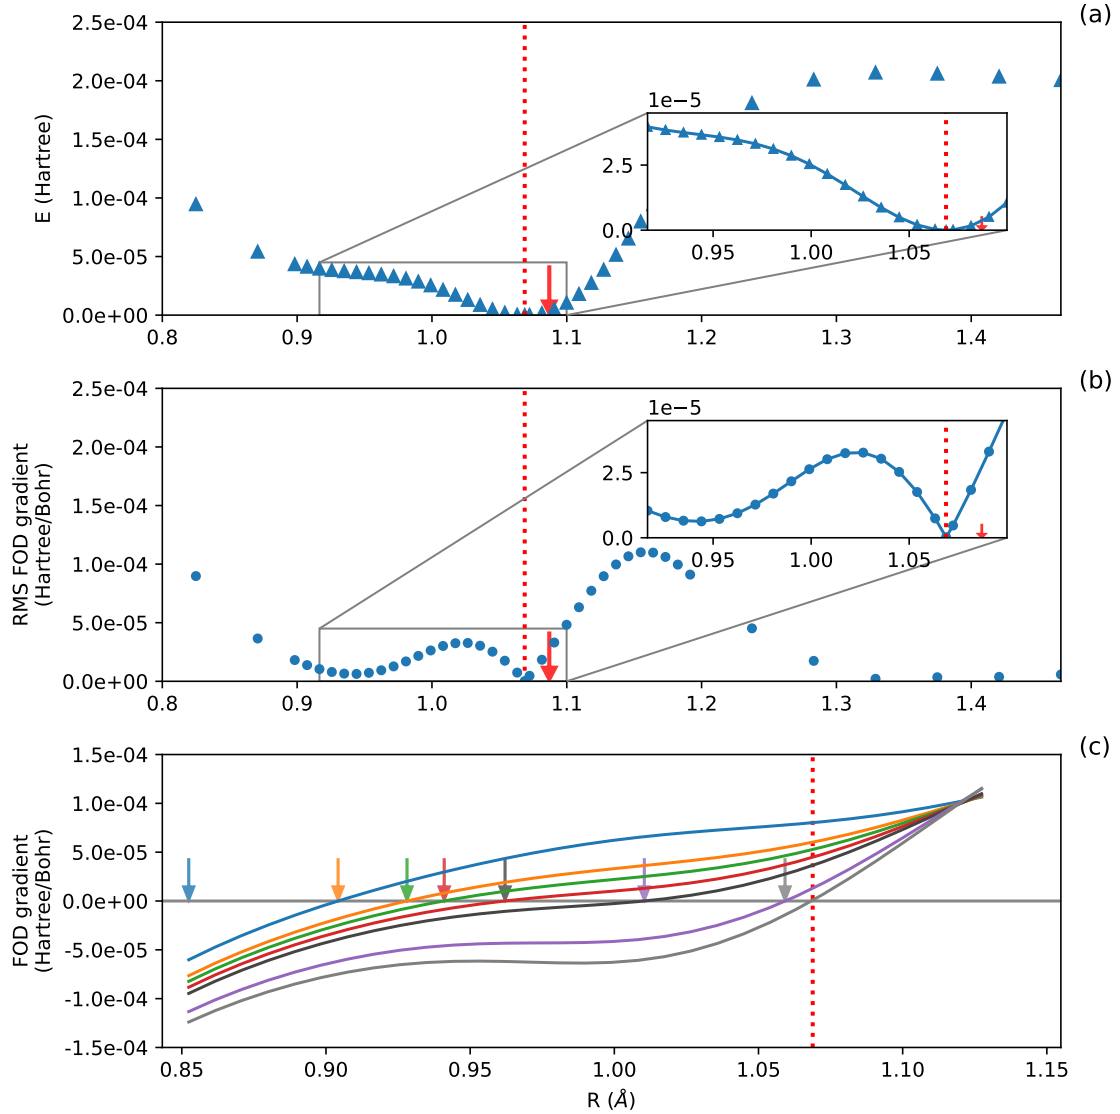 (a)
2.5e-04
2.0e-04
1.5e-04
1.0e-04
5.0e-05
0.0e+00
E (Hartree)
1e-5
2.5
0.0
0.95 1.00 1.05
0.8 0.9 1.0 1.1 1.2 1.3 1.4
(b)
2.5e-04
2.0e-04
1.5e-04
1.0e-04
5.0e-05
0.0e+00
RMS FOD gradient
(Hartree/Bohr)
1e-5
2.5
0.0
0.95 1.00 1.05
0.8 0.9 1.0 1.1 1.2 1.3 1.4
(c)
1.5e-04
1.0e-04
5.0e-05
0.0e+00
-5.0e-05
-1.0e-04
-1.5e-04
FOD gradient
(Hartree/Bohr)
0.85 0.90 0.95 1.00 1.05 1.10 1.15
R (Å)